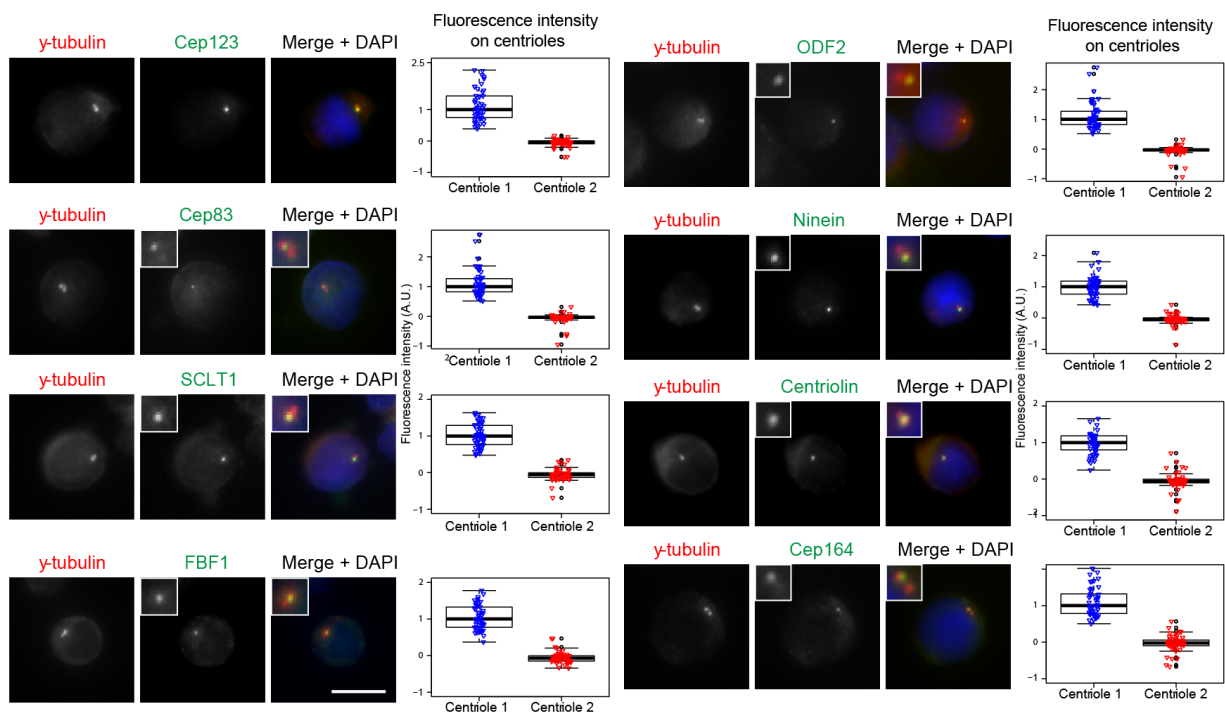 Fluorescence intensity
on centrioles
y-tubulin Cep123 Merge + DAPI
2.5
1
0
−1
Centriole 1 Centriole 2
y-tubulin Cep83 Merge + DAPI
2
1
0
−1
2Centriole 1 Centriole 2
y-tubulin SCLT1 Merge + DAPI
Fluorescence intensity (A.U.)
2
1
0
−1
Centriole 1 Centriole 2
y-tubulin FBF1 Merge + DAPI
2
1
0
−1
Centriole 1 Centriole 2
Fluorescence intensity
on centrioles
y-tubulin ODF2 Merge + DAPI
2
1
0
−1
Centriole 1 Centriole 2
y-tubulin Ninein Merge + DAPI
2
1
0
−1
Centriole 1 Centriole 2
Fluorescence intensity (A.U.)
y-tubulin Centriolin Merge + DAPI
2
1
0
−1
Centriole 1 Centriole 2
y-tubulin Cep164 Merge + DAPI
2
1
0
−1
Centriole 1 Centriole 2